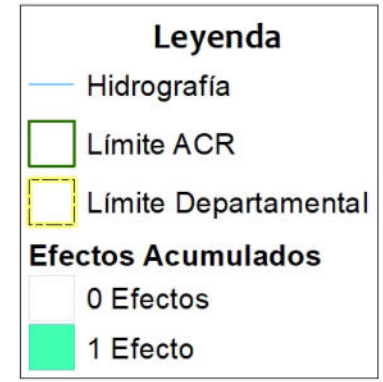 Leyenda
Hidrografía
Límite ACR
Límite Departamental
Efectos Acumulados
0 Efectos
1 Efecto